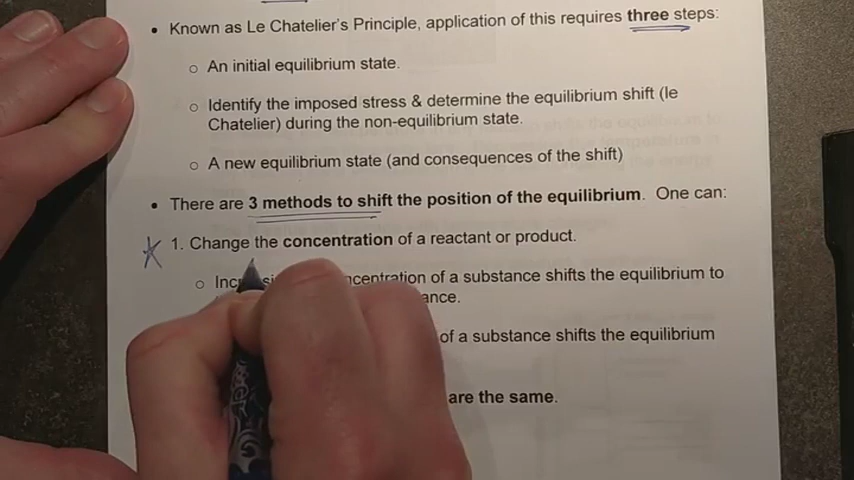 • Known as Le Chatelier's Principle, application of this requires three steps:
o An initial equilibrium state.
o Identify the imposed stress & determine the equilibrium shift (le
Chatelier) during the non-equilibrium state.
o A new equilibrium state (and consequences of the shift)
• There are 3 methods to shift the position of the equilibrium. One can:
1. Change the concentration of a reactant or product.
o of a substance shifts the equilibrium to
of a substance shifts the equilibrium
are the same.